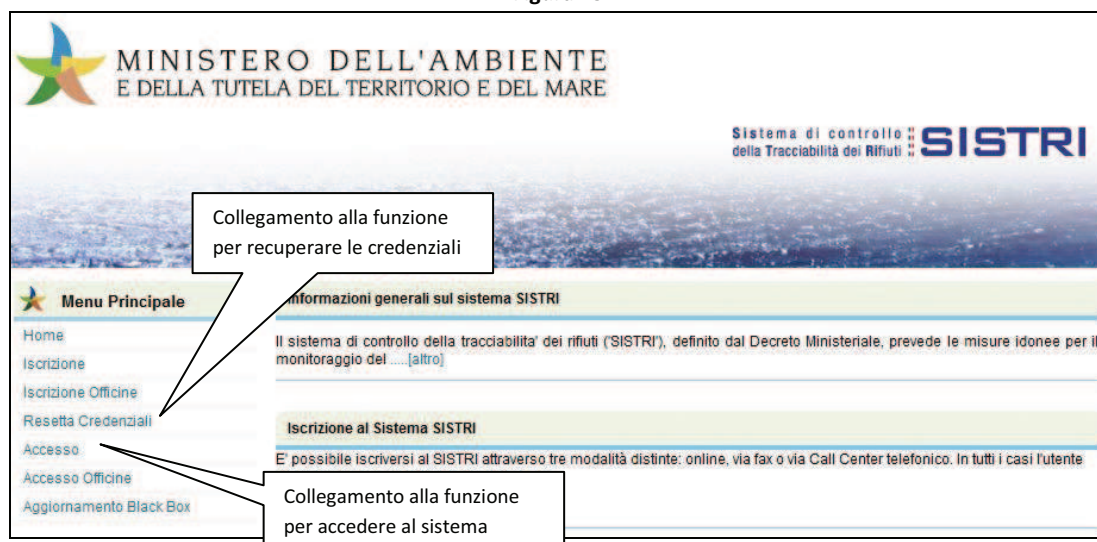 MINISTERO DELL'AMBIENTE
E DELLA TUTELA DEL TERRITORIO E DEL MARE
Sistema di controllo
della Tracciabilità dei Rifiuti
SISTRI
Collegamento alla funzione
per recuperare le credenziali
Menu Principale
Home
Iscrizione
Iscrizione Officine
Resetta Credenziali
Accesso
Accesso Officine
Aggiornamento Black Box
Informazioni generali sul sistema SISTRI
Il sistema di controllo della tracciabilita' dei rifiuti ('SISTRI'), definito dal Decreto Ministeriale, prevede le misure idonee per il
monitoraggio del .....[altro]
Iscrizione al Sistema SISTRI
E' possibile iscriversi al SISTRI attraverso tre modalità distinte: online, via fax o via Call Center telefonico. In tutti i casi l'utente
Collegamento alla funzione
per accedere al sistema